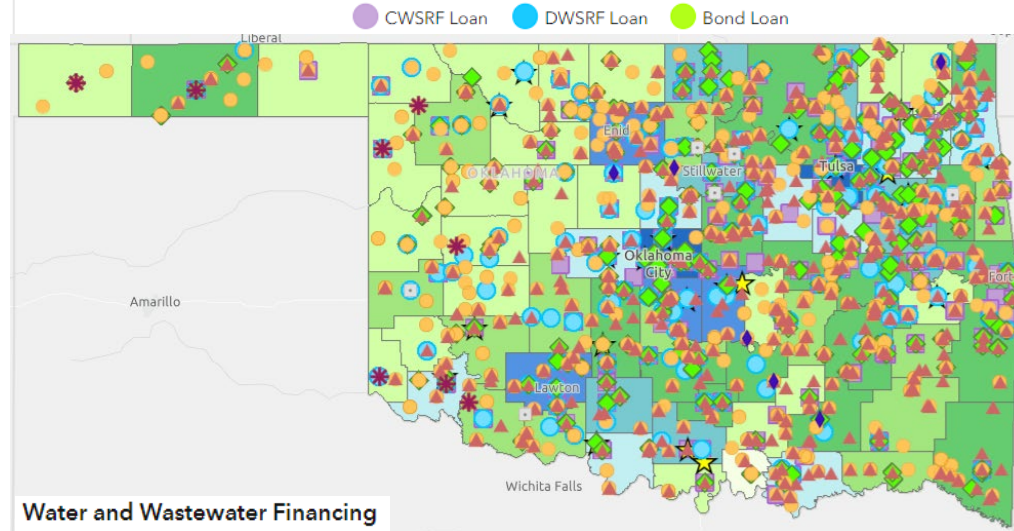 CWSRF Loan DWSRF Loan Bond Loan
Liberal
Enid
OKLAHOMA
Stillwater
Tulsa
Oklahoma
City
Fort
Amarillo
Lawton
Wichita Falls
Water and Wastewater Financing